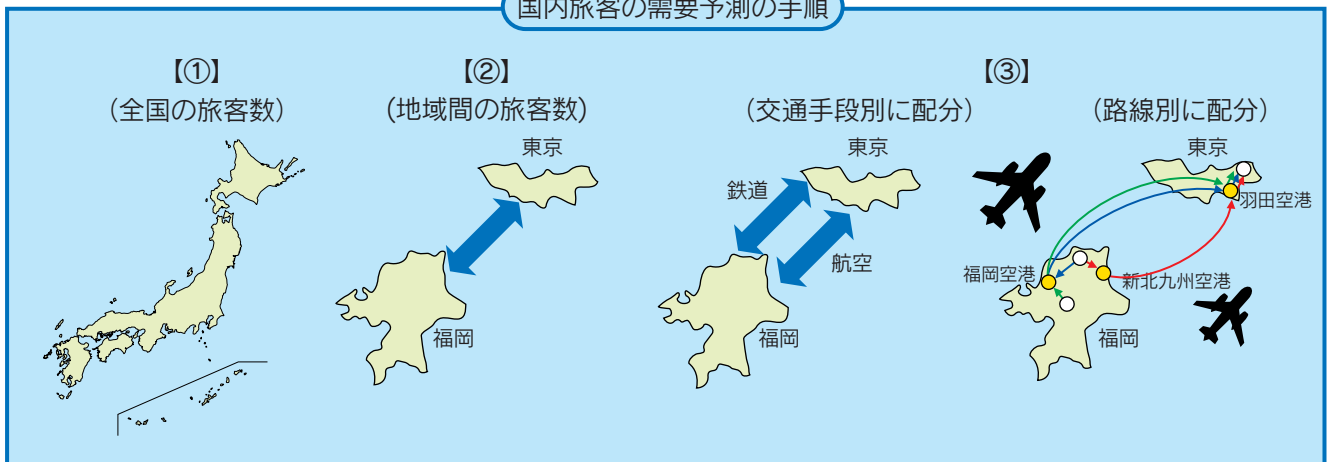 国内旅客の需要予測の手順
【①】
(全国の旅客数)
【②】
(地域間の旅客数)
東京
福岡
【③】
(交通手段別に配分)
東京
鉄道
航空
福岡
(路線別に配分)
東京
羽田空港
福岡空港
新北九州空港
福岡